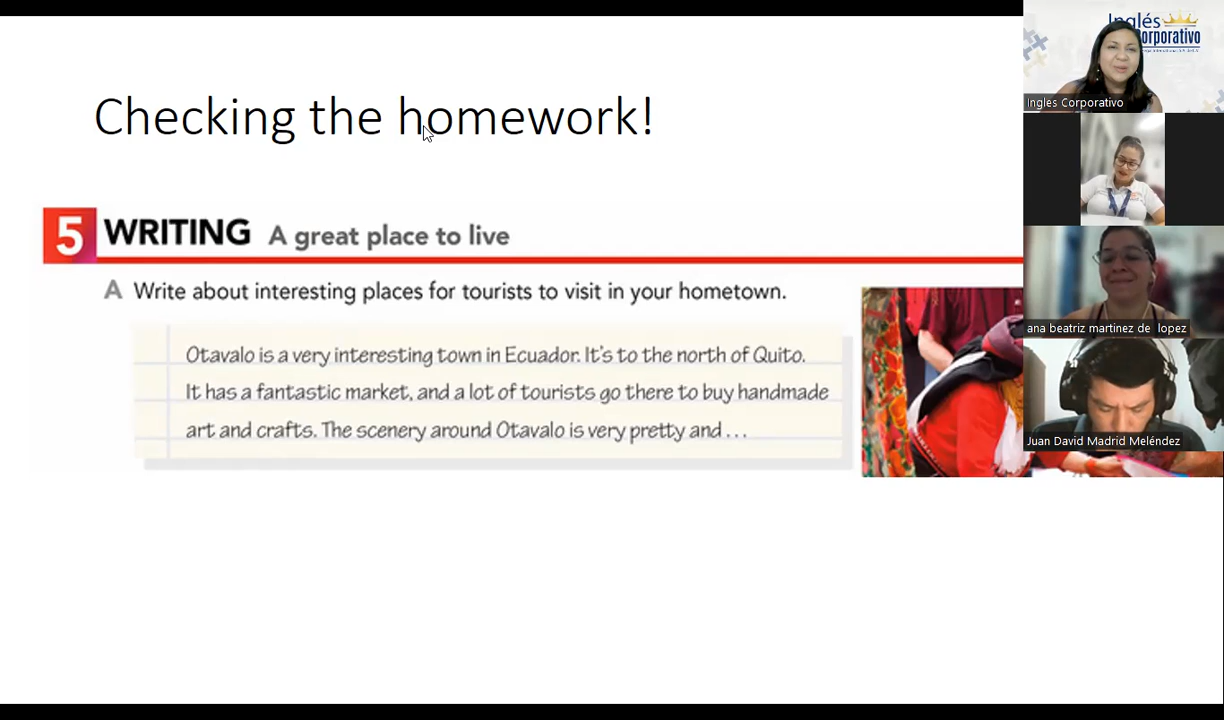 Checking the homework!
5 WRITING A great place to live
A Write about interesting places for tourists to visit in your hometown.
Otavalo is a very interesting town in Ecuador. It's to the north of Quito.
It has a fantastic market, and a lot of tourists go there to buy handmade
art and crafts. The scenery around Otavalo is very pretty and ...
Inglés
Corporativo
Ingles Corporativo
ana beatriz martinez de lopez
Juan David Madrid Meléndez